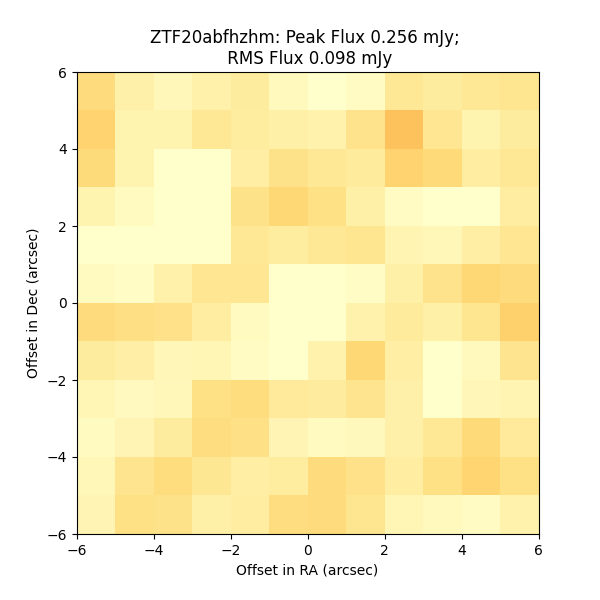 ZTF20abfhzhm: Peak Flux 0.256 mJy;
RMS Flux 0.098 mJy
6
4
2
0
−2
−4
−6
Offset in Dec (arcsec)
−6 −4 −2 0 2 4 6
Offset in RA (arcsec)